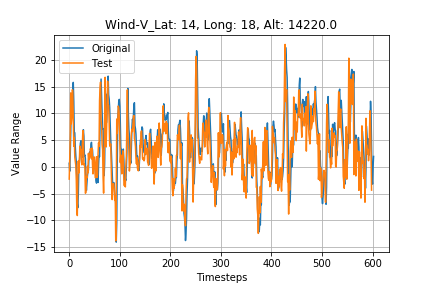 Wind-V_Lat: 14, Long: 18, Alt: 14220.0
Original
Test
Value Range
20
15
10
5
0
−5
−10
−15
0 100 200 300 400 500 600
Timesteps